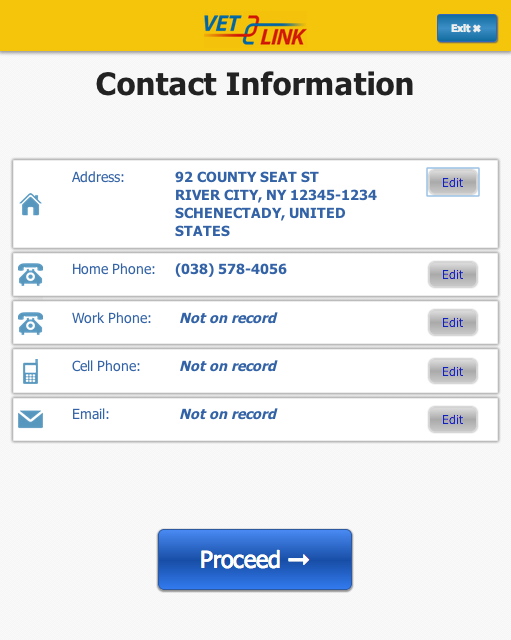 VET LINK
Exit ✖
Contact Information
Address:
92 COUNTY SEAT ST
RIVER CITY, NY 12345-1234
SCHENECTADY, UNITED
STATES
Edit
Home Phone: (038) 578-4056 Edit
Work Phone: Not on record Edit
Cell Phone: Not on record Edit
Email: Not on record Edit
Proceed →